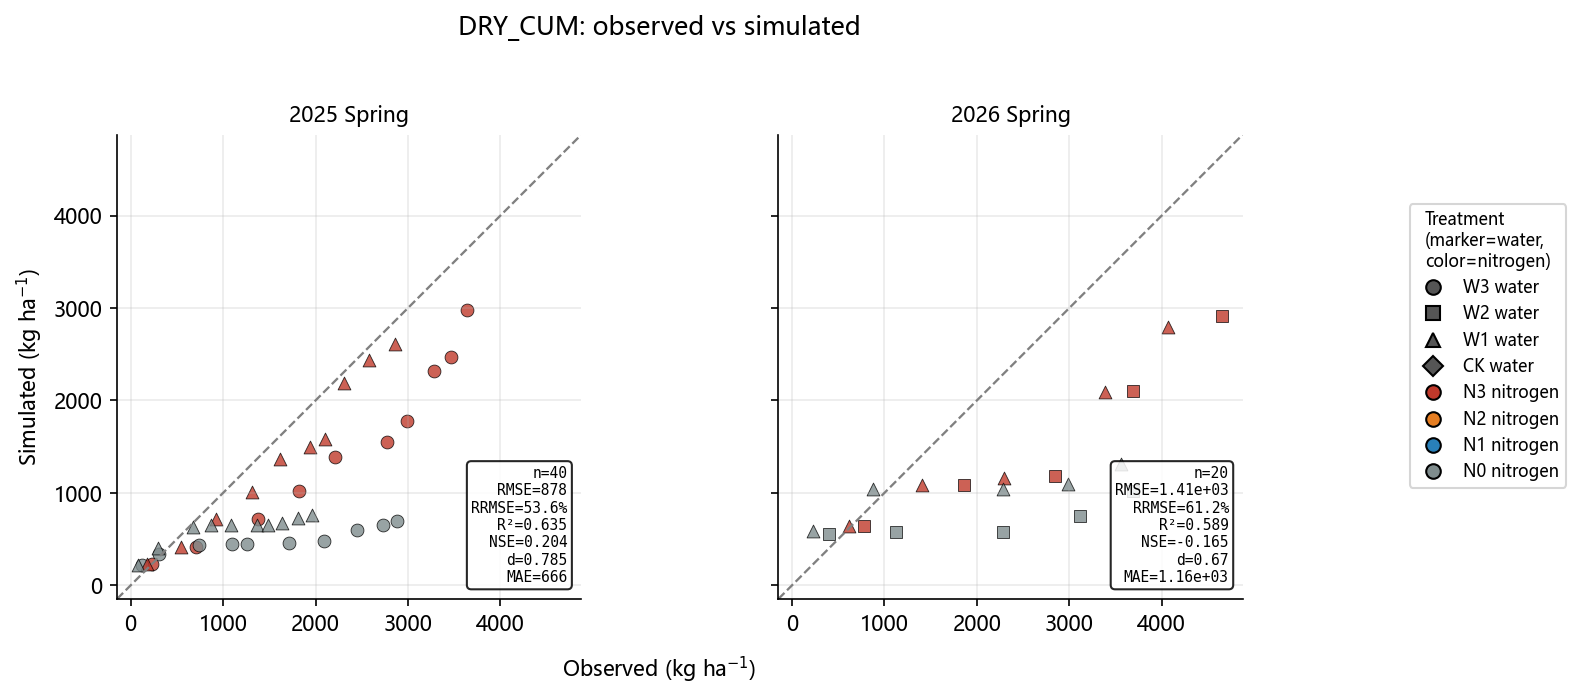 DRY_CUM: observed vs simulated
2025 Spring
2026 Spring
Simulated (kg ha⁻¹)
4000
3000
2000
1000
0
n=40
RMSE=878
RRMSE=53.6%
R²=0.635
NSE=0.204
d=0.785
MAE=666
n=20
RMSE=1.41e+03
RRMSE=61.2%
R²=0.589
NSE=-0.165
d=0.67
MAE=1.16e+03
0 1000 2000 3000 4000
0 1000 2000 3000 4000
Observed (kg ha⁻¹)
Treatment
(marker=water,
color=nitrogen)
W3 water
W2 water
W1 water
CK water
N3 nitrogen
N2 nitrogen
N1 nitrogen
N0 nitrogen